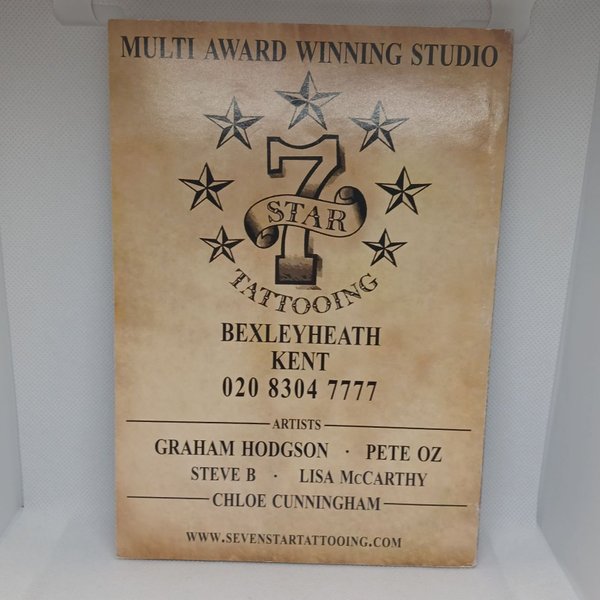 MULTI AWARD WINNING STUDIO
7
STAR
TATTOOING
BEXLEYHEATH
KENT
020 8304 7777
ARTISTS
GRAHAM HODGSON · PETE OZ
STEVE B · LISA McCARTHY
CHLOE CUNNINGHAM
WWW.SEVENSTARTATTOOING.COM